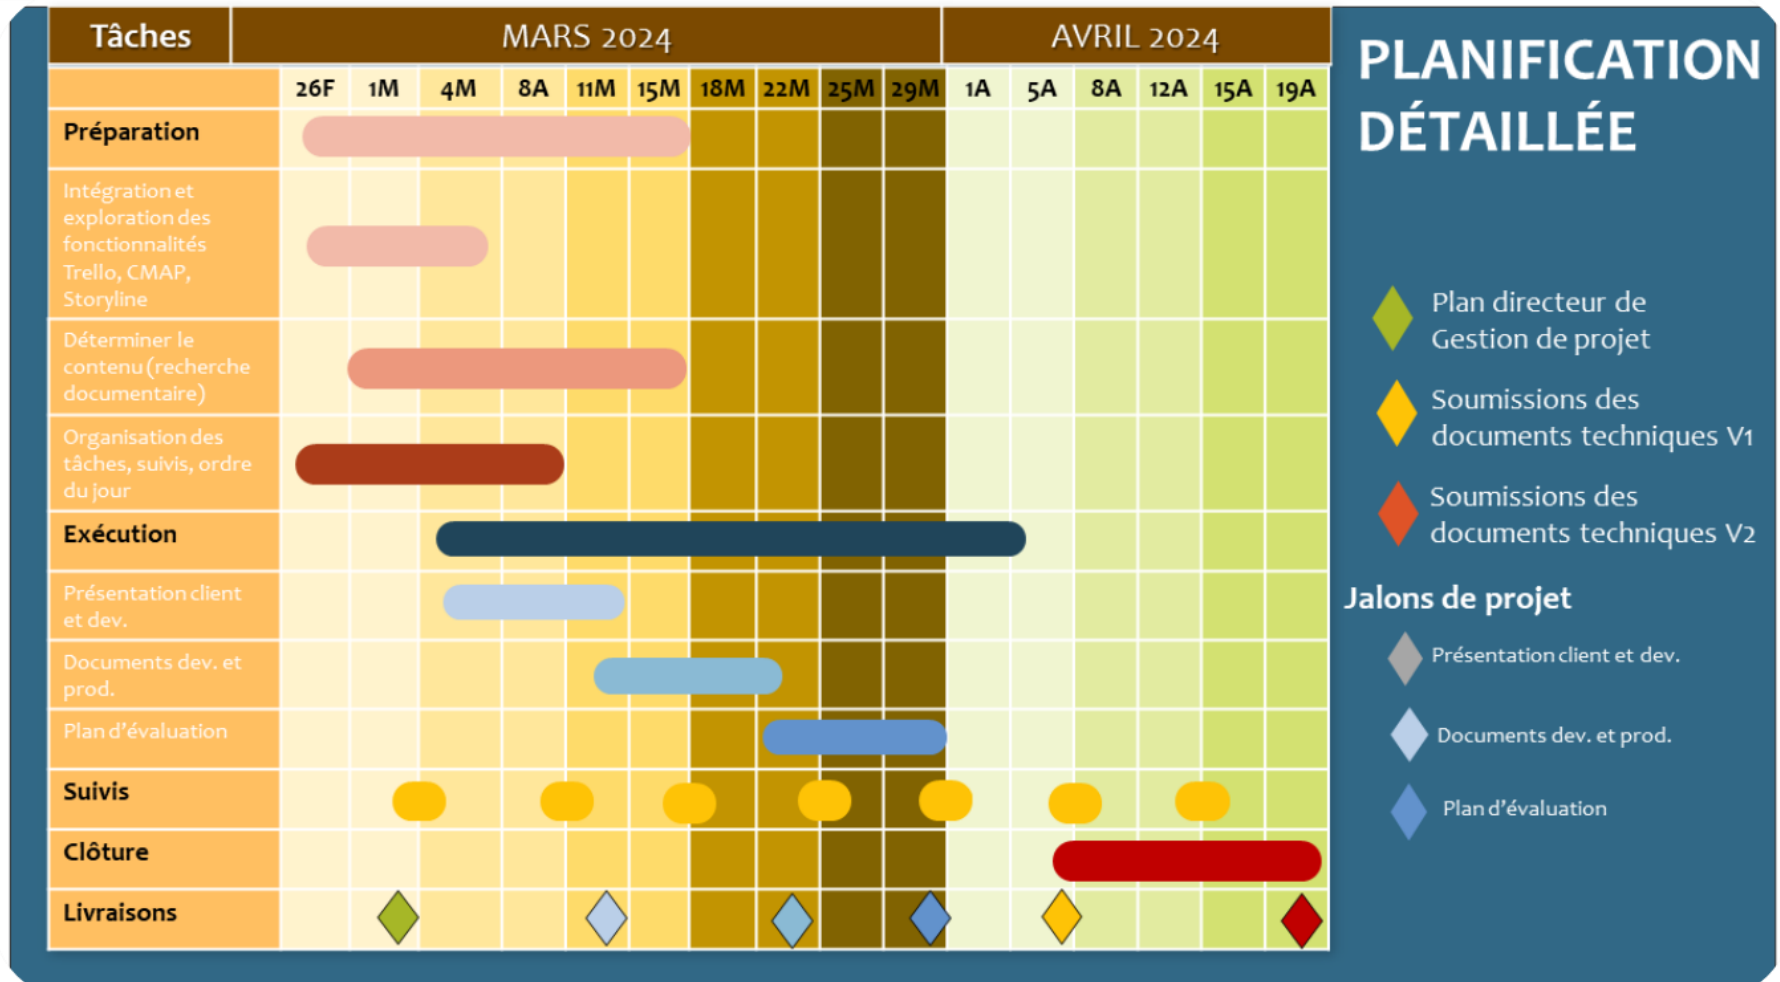 Tâches
MARS 2024
AVRIL 2024
26F 1M 4M 8A 11M 15M 18M 22M 25M 29M 1A 5A 8A 12A 15A 19A
Préparation
Intégration et
exploration des
fonctionnalités
Trello, CMAP,
Storyline
Déterminer le
contenu (recherche
documentaire)
Organisation des
tâches, suivis, ordre
du jour
Exécution
Présentation client
et dev.
Documents dev. et
prod.
Plan d'évaluation
Suivis
Clôture
Livraisons
PLANIFICATION
DÉTAILLÉE
Plan directeur de
Gestion de projet
Soumissions des
documents techniques V1
Soumissions des
documents techniques V2
Jalons de projet
Présentation client et dev.
Documents dev. et prod.
Plan d'évaluation